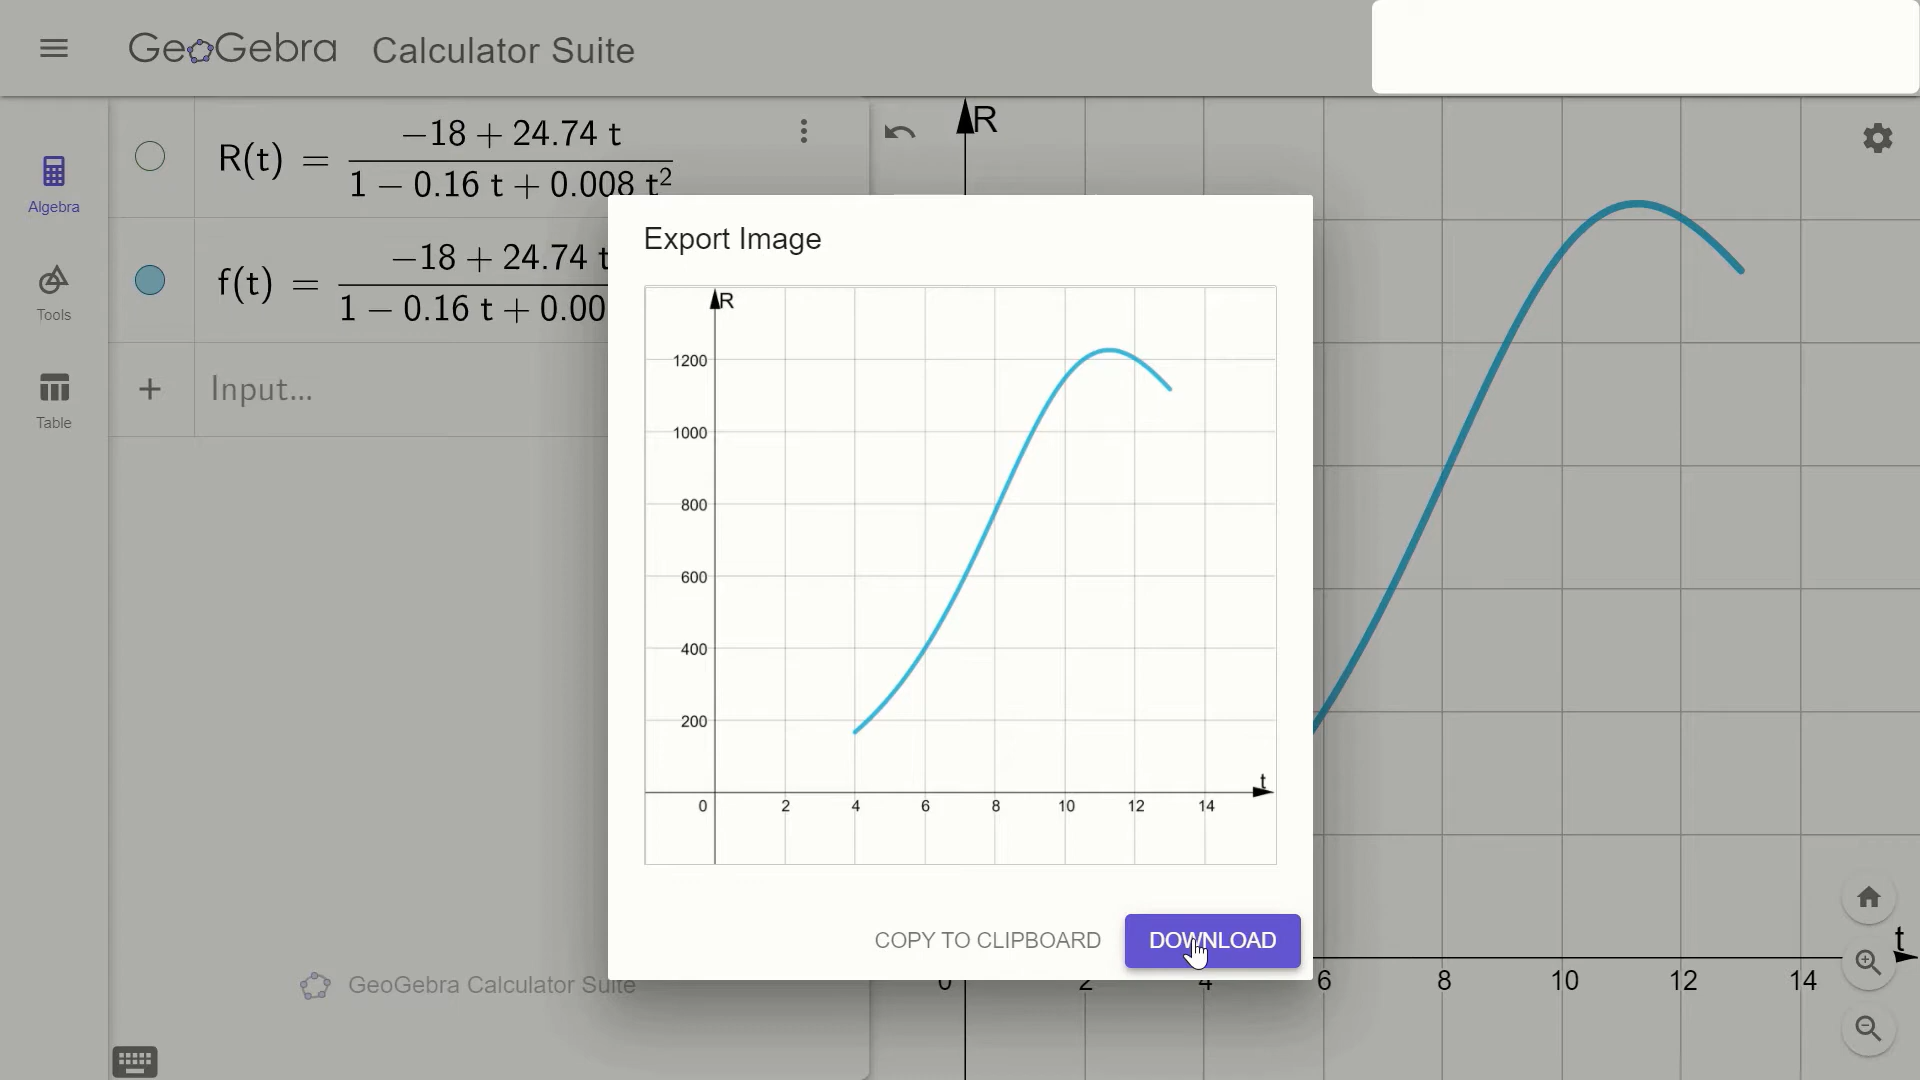 GeoGebra Calculator Suite
Algebra
Tools
Table
R(t) = −18 + 24.74 t / 1 − 0.16 t + 0.008 t²
f(t) = −18 + 24.74 t / 1 − 0.16 t + 0.00
+ Input...
GeoGebra Calculator Suite
R
Export Image
R
1200
1000
800
600
400
200
t
0 2 4 6 8 10 12 14
COPY TO CLIPBOARD DOWNLOAD
t
0 2 4 6 8 10 12 14